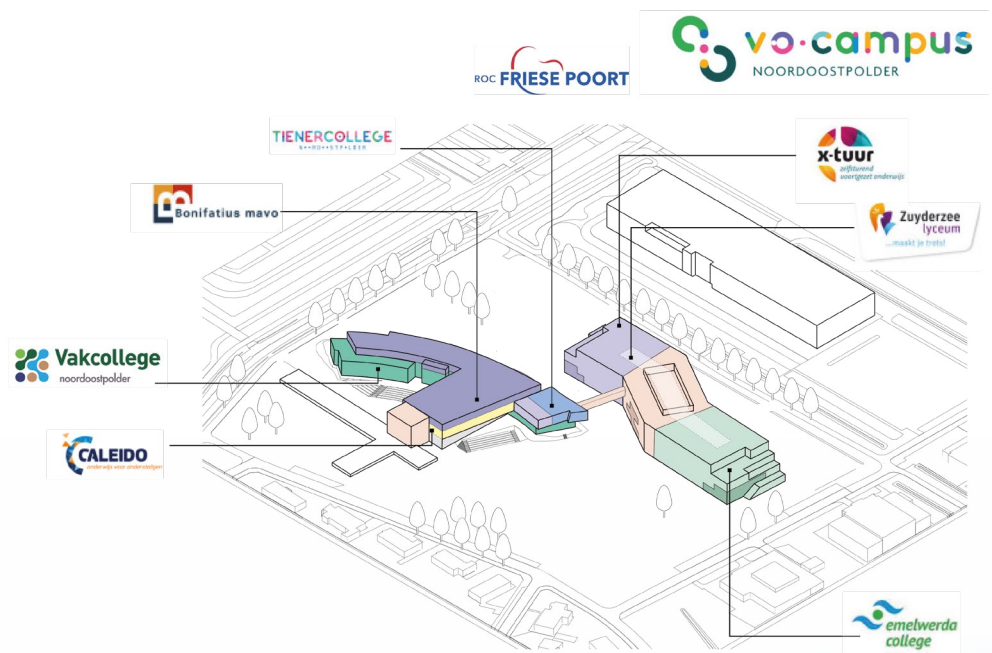 vo·campus
NOORDOOSTPOLDER
ROC FRIESE POORT
TIENERCOLLEGE
x-tuur
zelfsturend
voortgezet onderwijs
Bonifatius mavo
Zuyderzee
lyceum
...maakt je trots!
Vakcollege
noordoostpolder
CALEIDO
onderwijs voor anderstaligen
emelwerda
college